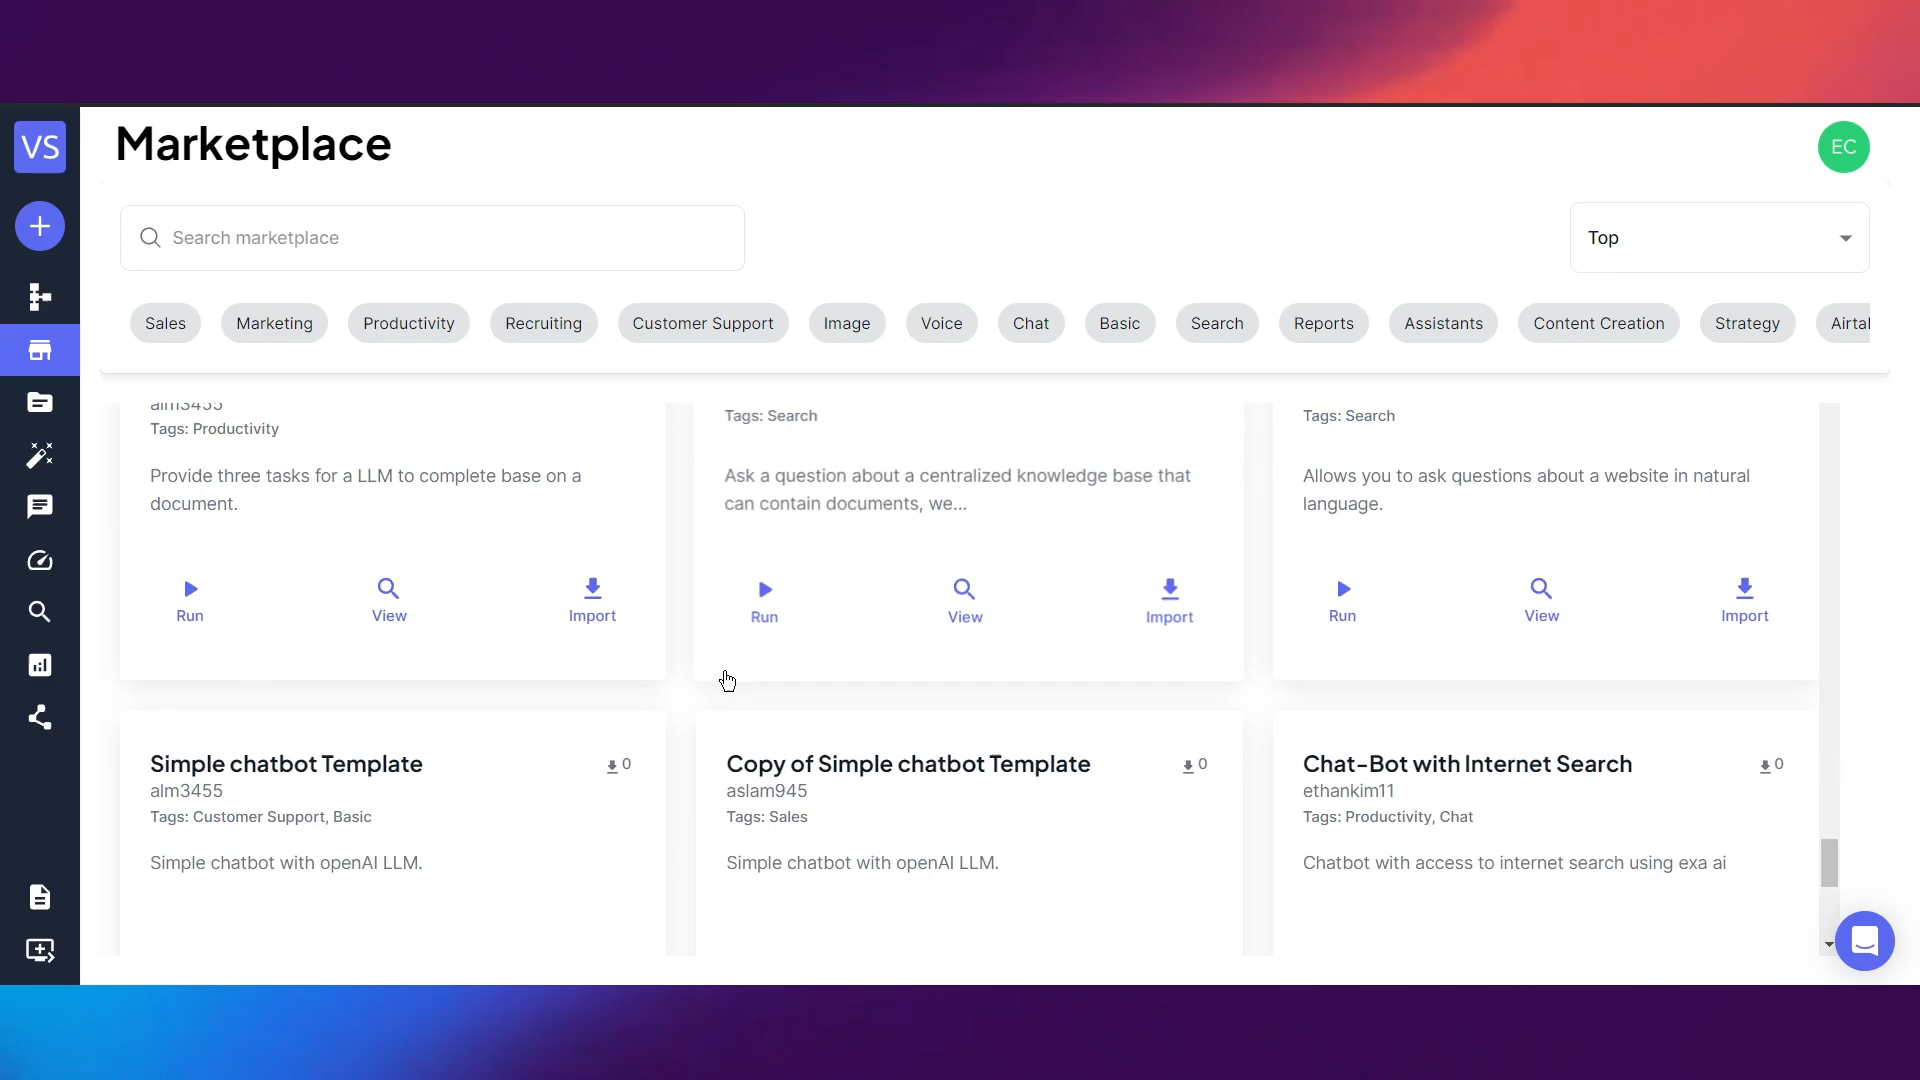 VS
Marketplace
EC
Search marketplace
Top
Sales Marketing Productivity Recruiting Customer Support Image Voice Chat Basic Search Reports Assistants Content Creation Strategy
alm3455
Tags: Productivity
Provide three tasks for a LLM to complete base on a
document.
Run View Import
Tags: Search
Ask a question about a centralized knowledge base that
can contain documents, we...
Run View Import
Tags: Search
Allows you to ask questions about a website in natural
language.
Run View Import
Simple chatbot Template 0
alm3455
Tags: Customer Support, Basic
Simple chatbot with openAI LLM.
Copy of Simple chatbot Template 0
aslam945
Tags: Sales
Simple chatbot with openAI LLM.
Chat-Bot with Internet Search 0
ethankim11
Tags: Productivity, Chat
Chatbot with access to internet search using exa ai